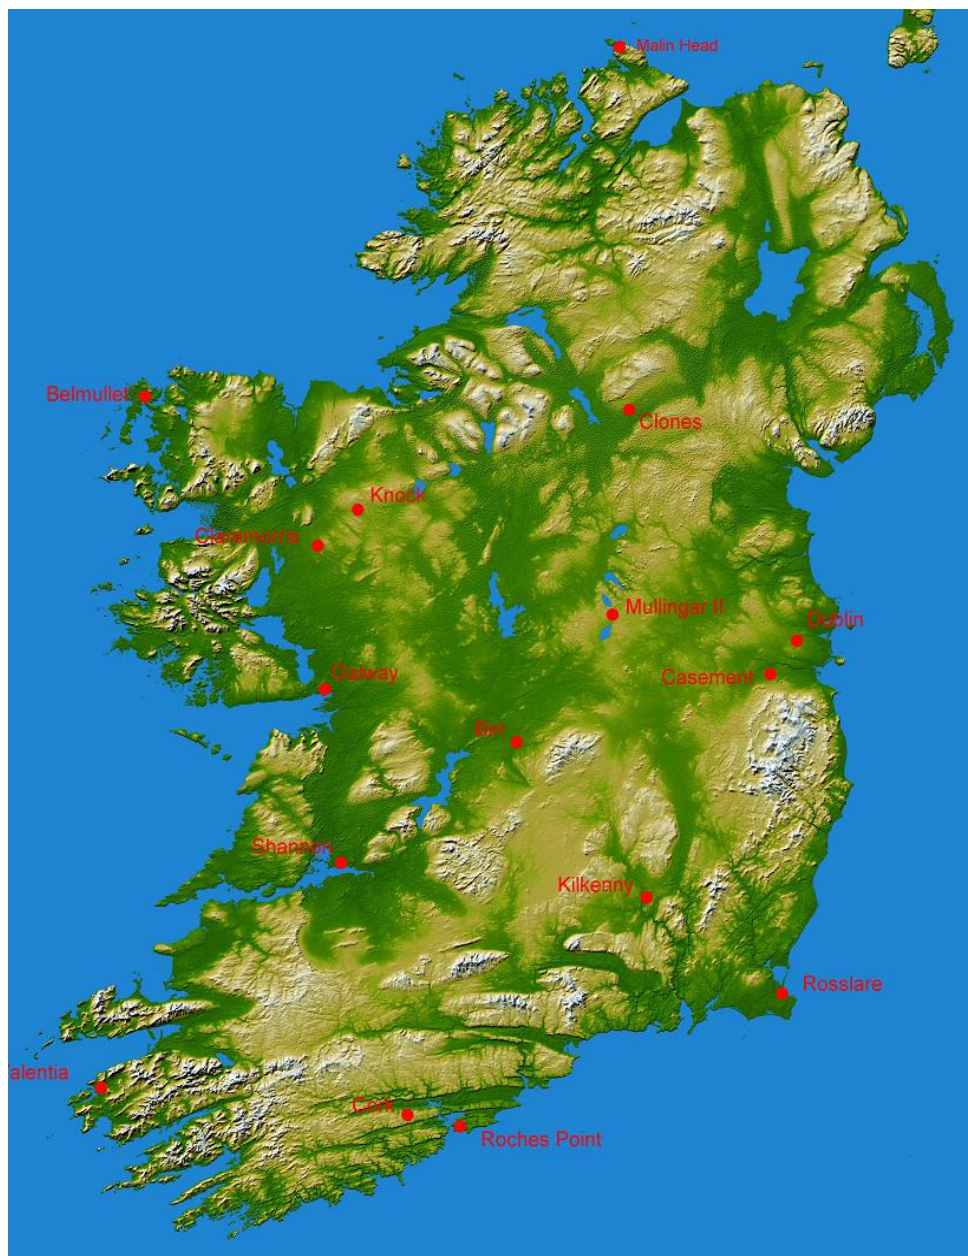 Malin Head
Belmullet
Clones
Knock
Claremorris
Mullingar II
Dublin
Galway
Casement
Birr
Shannon
Kilkenny
Rosslare
alentia
Cork
Roches Point